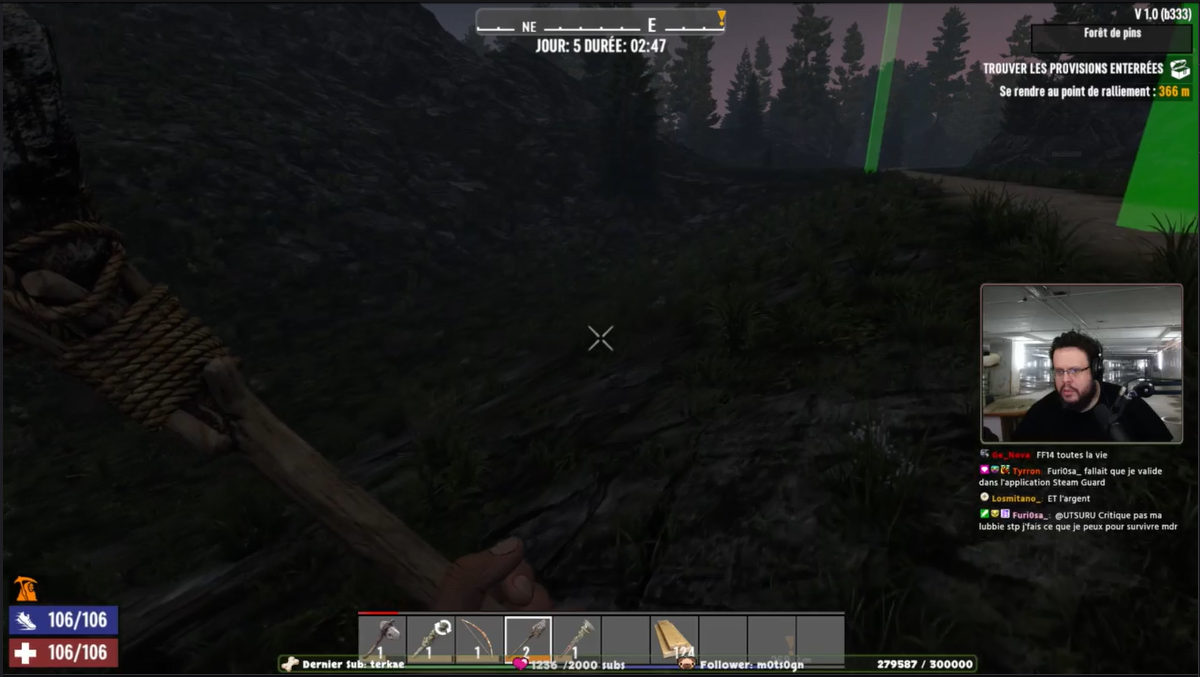 NE
E
JOUR: 5 DURÉE: 02:47
V 1.0 (b333)
Forêt de pins
TROUVER LES PROVISIONS ENTERRÉES
Se rendre au point de ralliement : 366 m
Ge_Nova: FF14 toutes la vie
Tyrron: Furi0sa_ fallait que je valide
dans l'application Steam Guard
Losmitano_: ET l'argent
Furi0sa_: @UTSURU Critique pas ma
lubbie stp j'fais ce que je peux pour survivre mdr
106/106
106/106
1
1
1
2
1
124
Dernier Sub: terkae
1236 /2000 subs
Follower: m0ts0gn
279587 / 300000